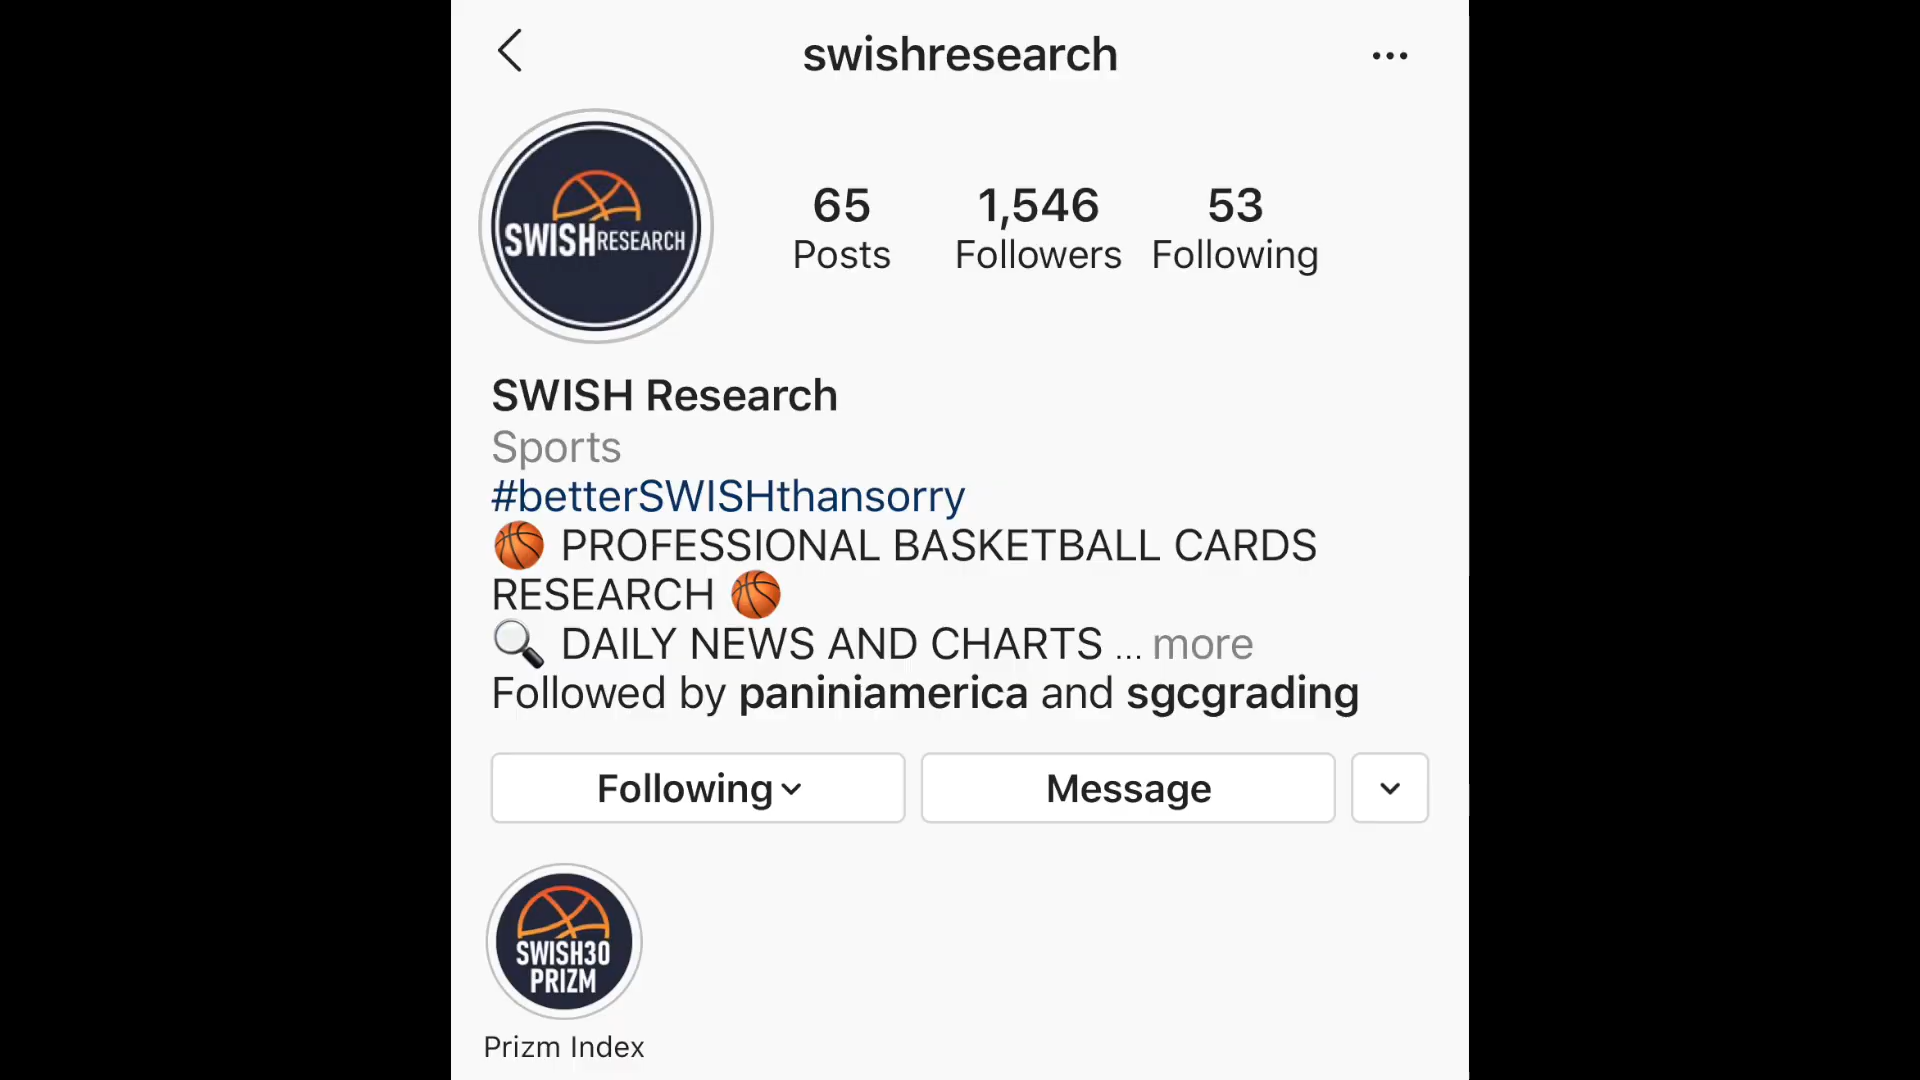 swishresearch
SWISH RESEARCH
65 1,546 53
Posts Followers Following
SWISH Research
Sports
#betterSWISHthansorry
🏀 PROFESSIONAL BASKETBALL CARDS
RESEARCH 🏀
🔍 DAILY NEWS AND CHARTS ... more
Followed by paniniamerica and sgcgrading
Following Message
SWISH30
PRIZM
Prizm Index